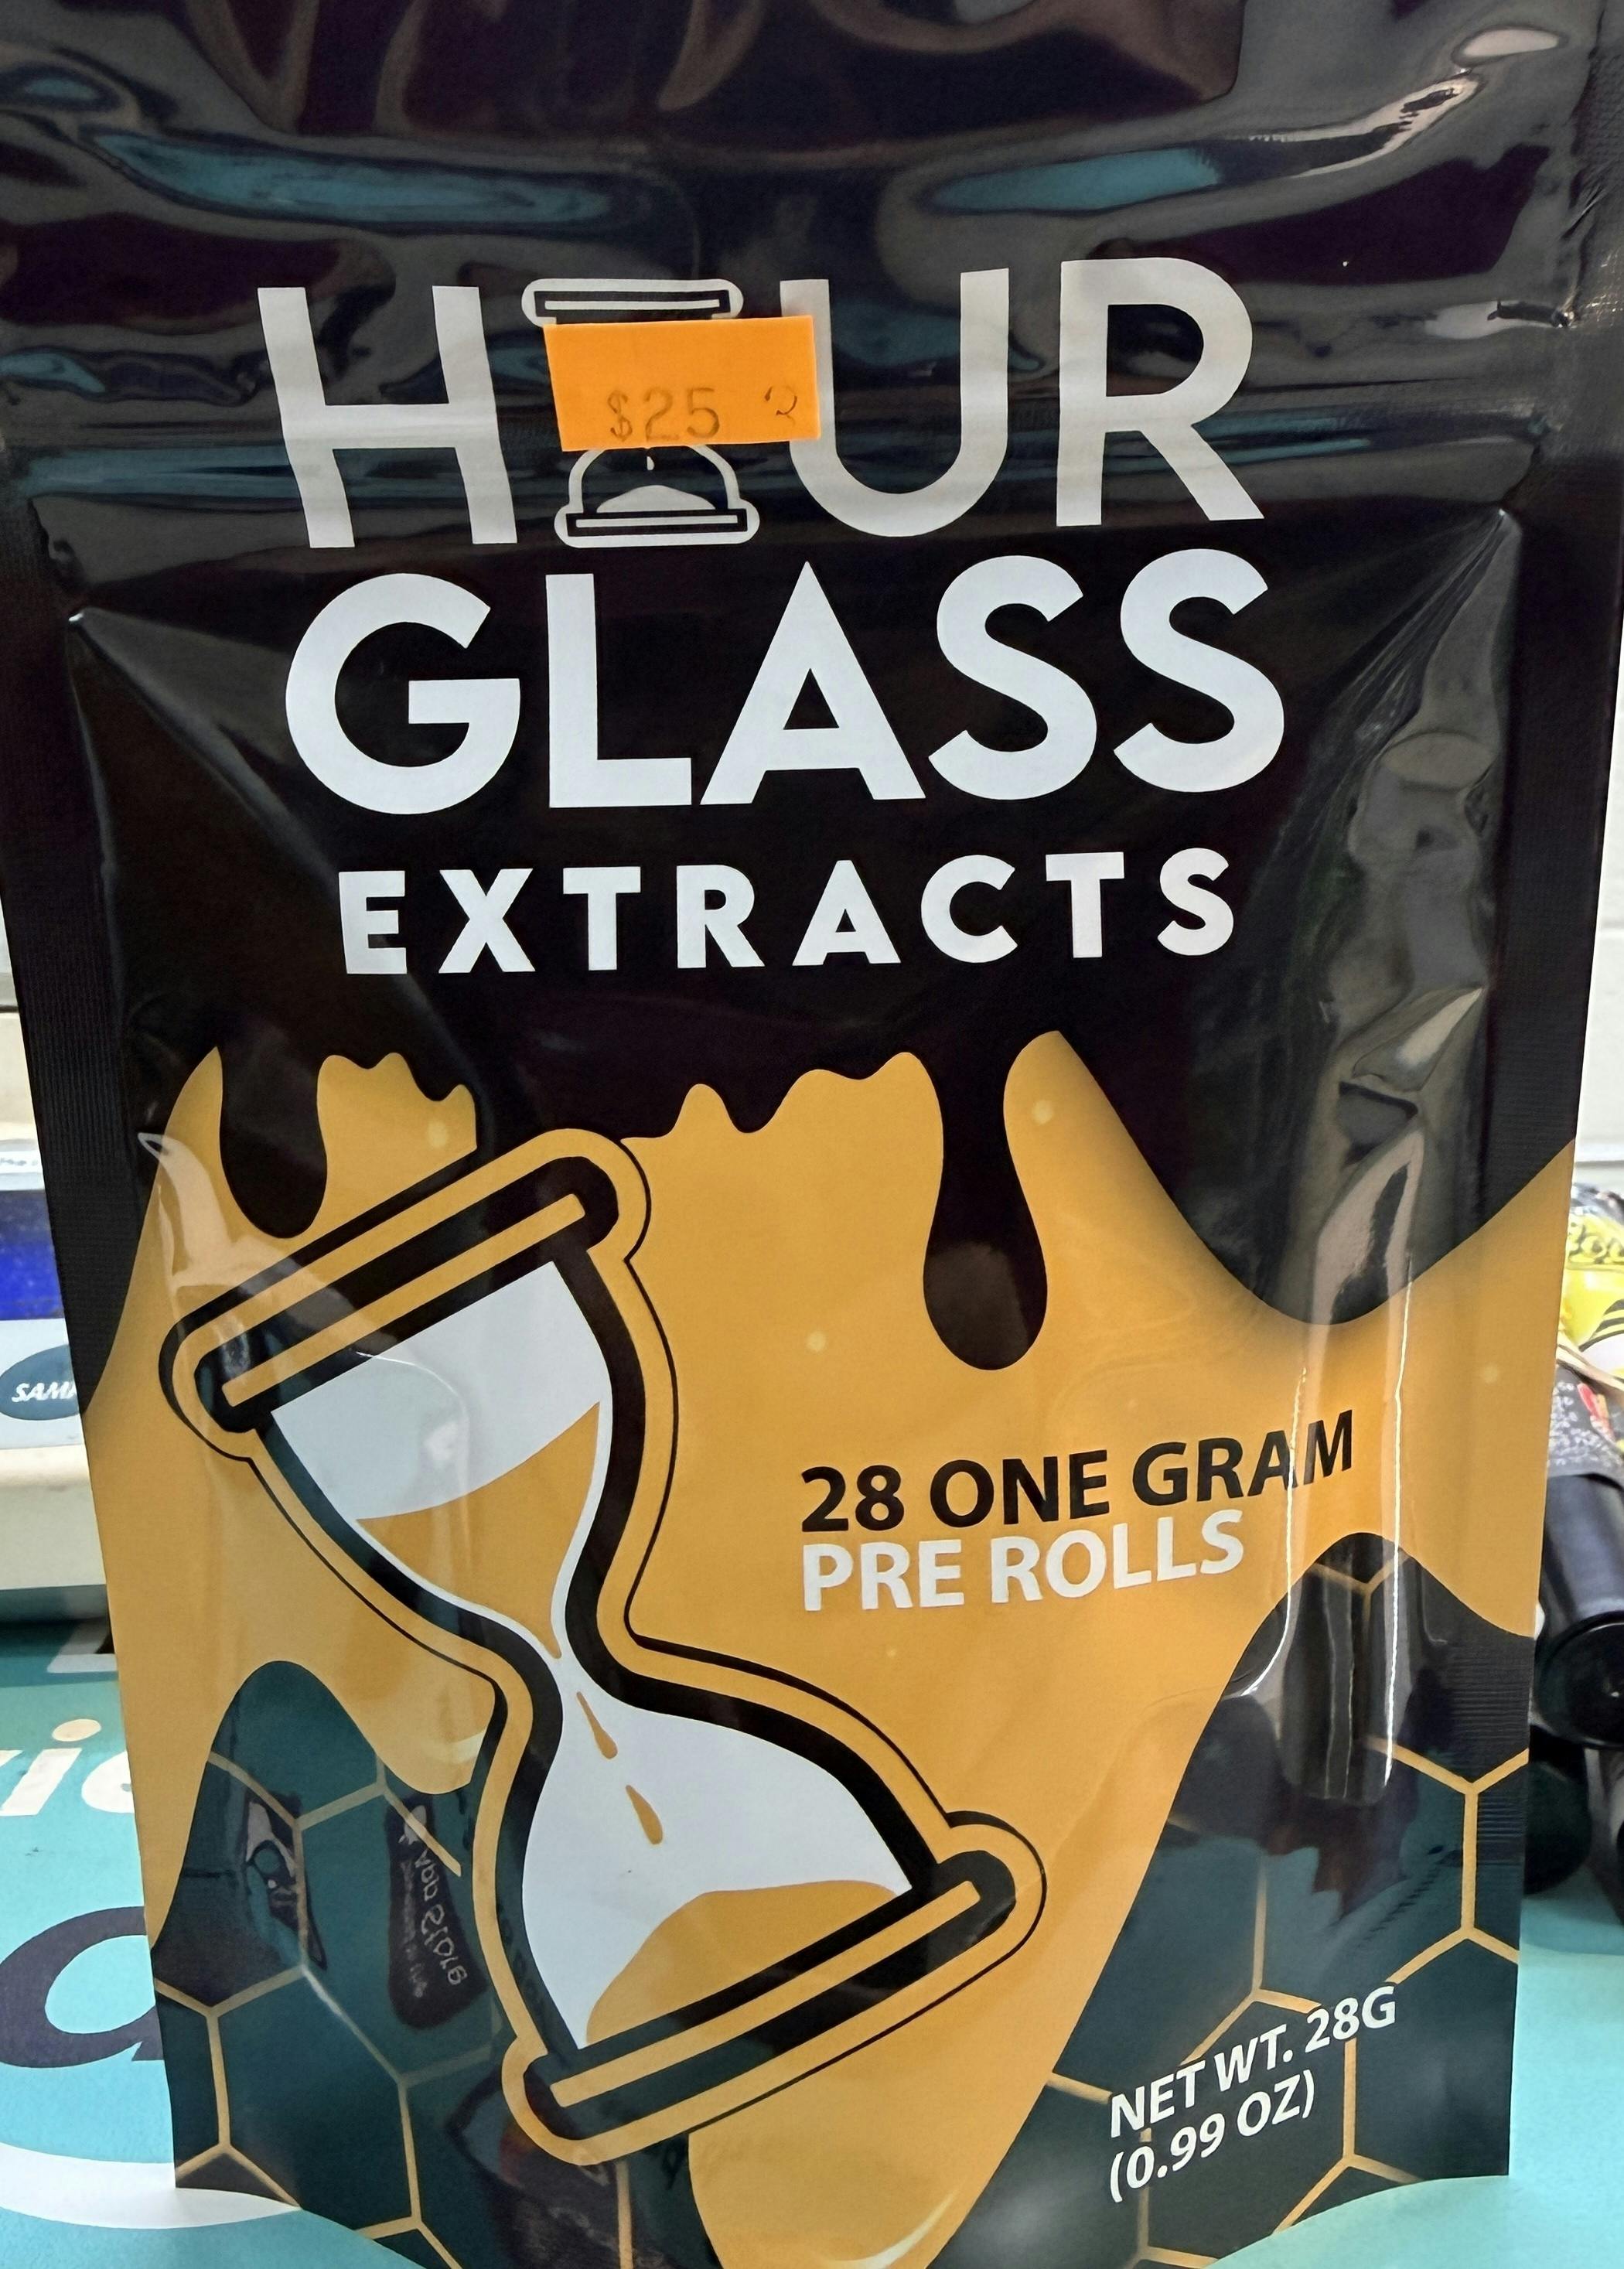 H UR
$25
GLASS
EXTRACTS
28 ONE GRAM
PRE ROLLS
NET WT. 28G
(0.99 OZ)